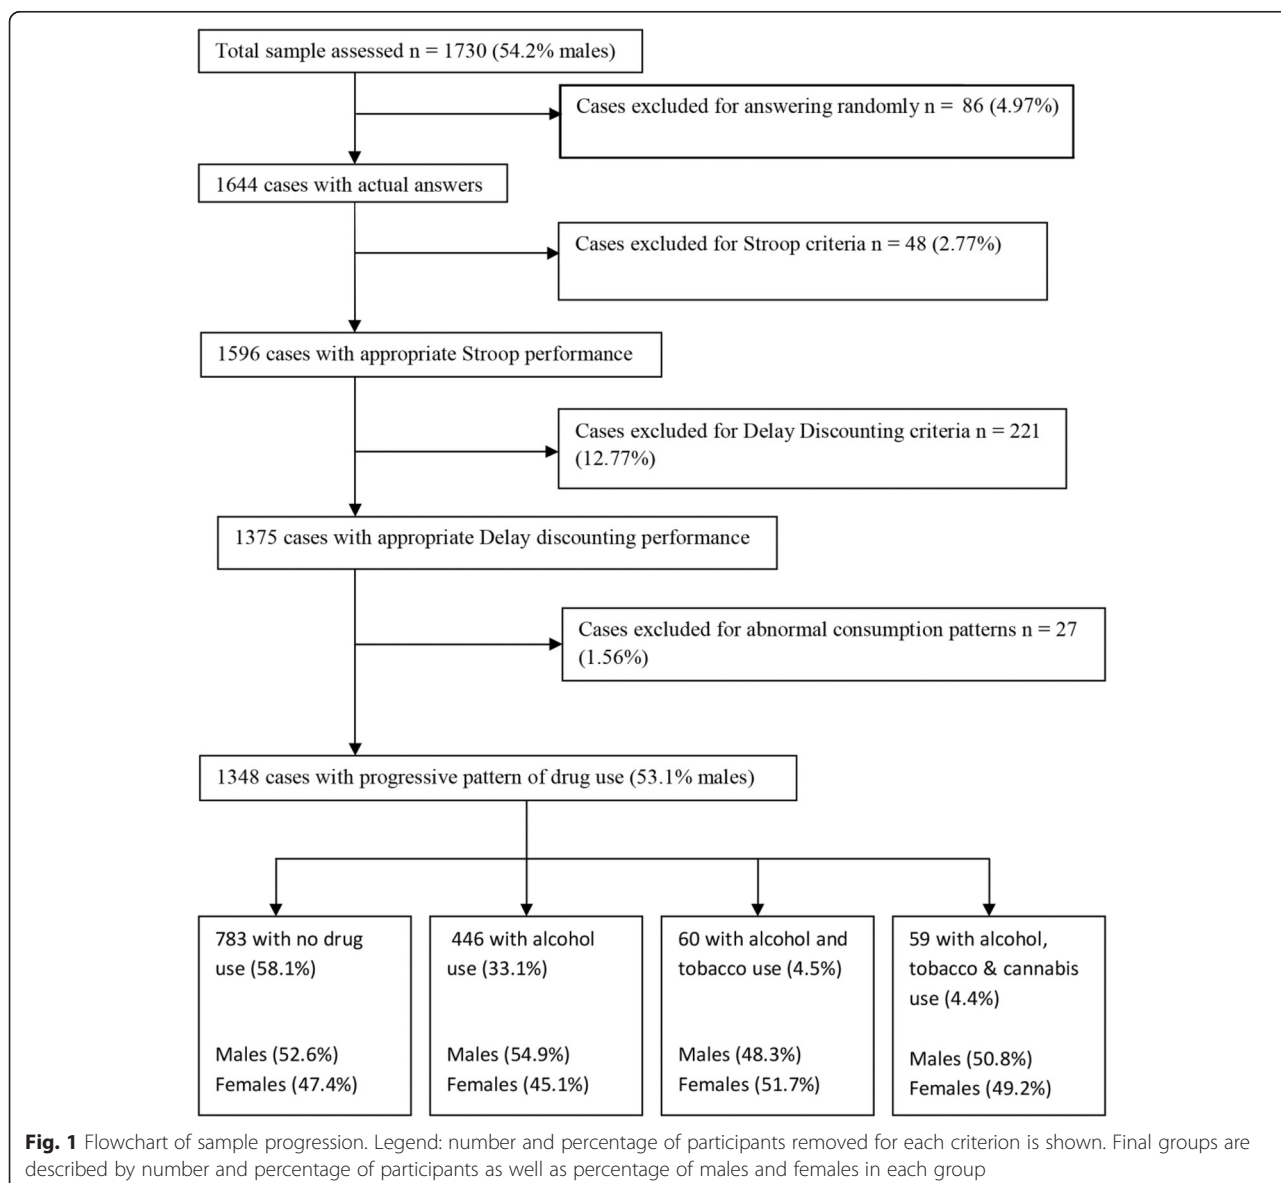 Total sample assessed n = 1730 (54.2% males)
Cases excluded for answering randomly n =  86 (4.97%)
1644 cases with actual answers
Cases excluded for Stroop criteria n = 48 (2.77%)
1596 cases with appropriate Stroop performance
Cases excluded for Delay Discounting criteria n = 221
(12.77%)
1375 cases with appropriate Delay discounting performance
Cases excluded for abnormal consumption patterns n = 27
(1.56%)
1348 cases with progressive pattern of drug use (53.1% males)
783 with no drug
use (58.1%)
Males (52.6%)
Females (47.4%)
446 with alcohol
use (33.1%)
Males (54.9%)
Females (45.1%)
60 with alcohol and
tobacco use (4.5%)
Males (48.3%)
Females (51.7%)
59 with alcohol,
tobacco & cannabis
use (4.4%)
Males (50.8%)
Females (49.2%)
Fig. 1 Flowchart of sample progression. Legend: number and percentage of participants removed for each criterion is shown. Final groups are
described by number and percentage of participants as well as percentage of males and females in each group